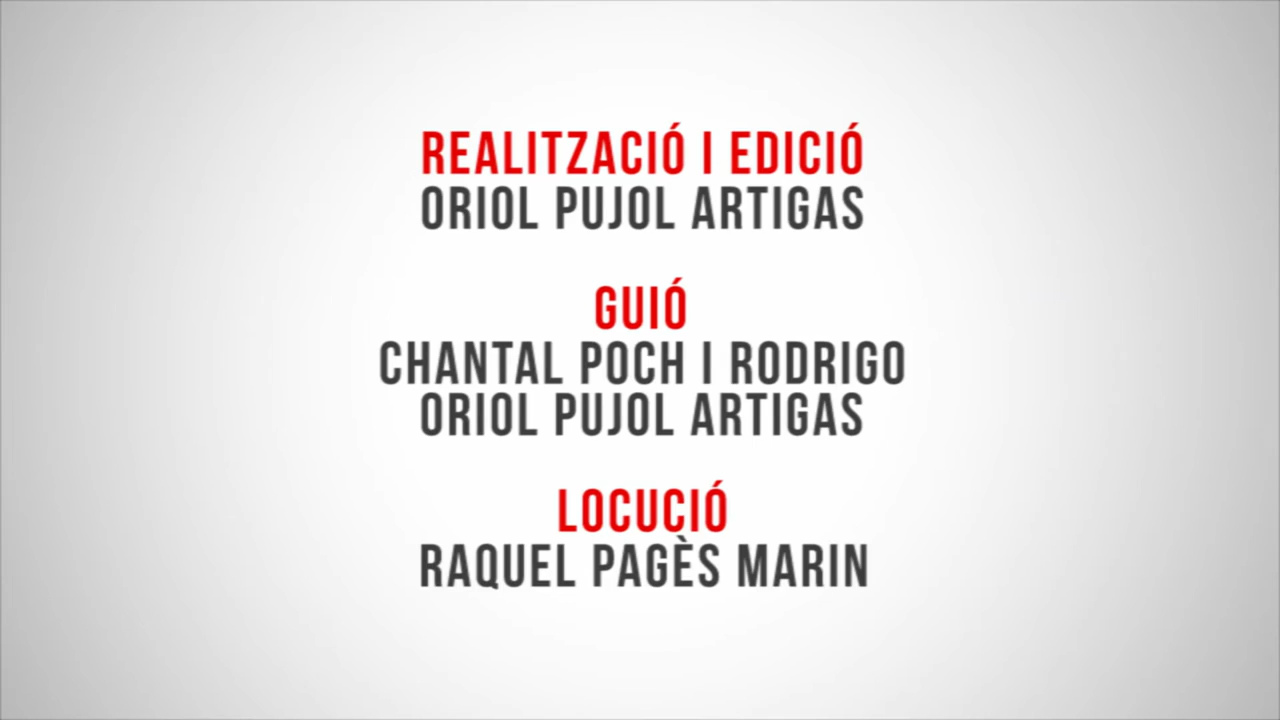 REALITZACIÓ I EDICIÓ
ORIOL PUJOL ARTIGAS
GUIÓ
CHANTAL POCH I RODRIGO
ORIOL PUJOL ARTIGAS
LOCUCIÓ
RAQUEL PAGÈS MARIN